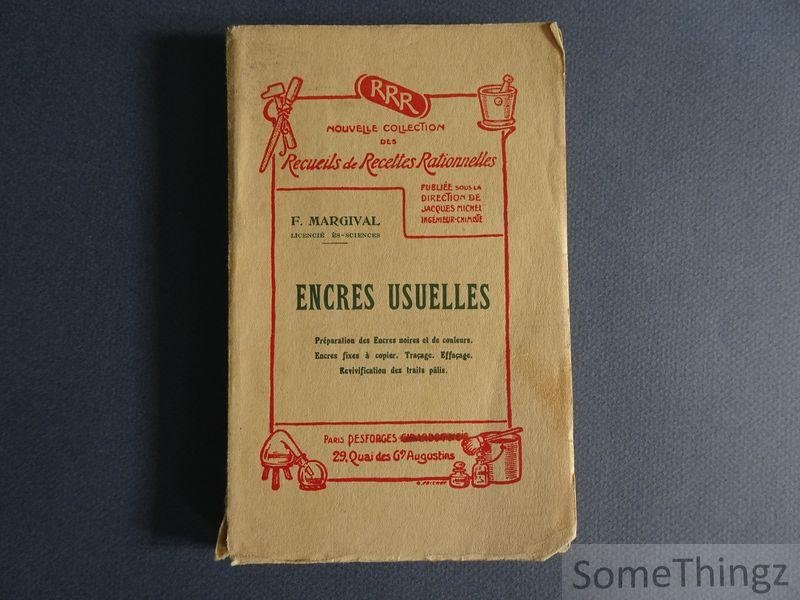 RRR
NOUVELLE COLLECTION
DES
Recueils de Recettes Rationnelles
PUBLIÉE SOUS LA
DIRECTION DE
JACQUES MICHEL
INGÉNIEUR-CHIMISTE
F. MARGIVAL
LICENCIÉ ÈS-SCIENCES
ENCRES USUELLES
Préparation des Encres noires et de couleurs.
Encres fixes à copier. Traçage. Effaçage.
Revivification des traits pâlis.
PARIS DESFORGES
29, Quai des Gds Augustins
SomeThingz